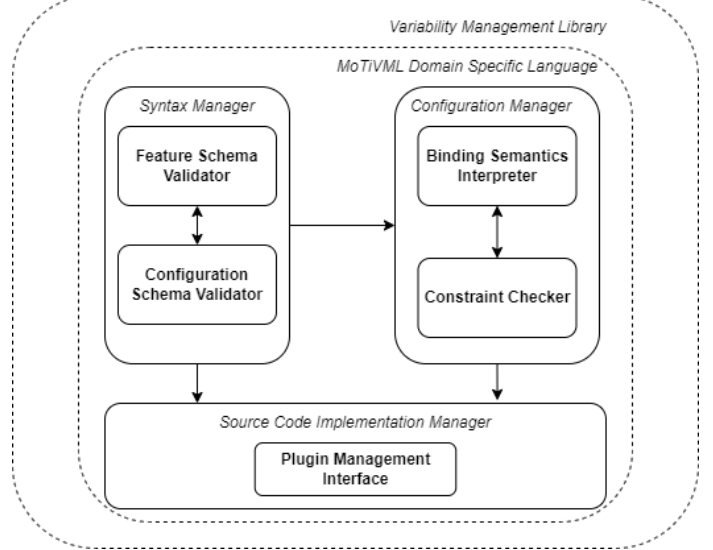 Variability Management Library
MoTiVML Domain Specific Language
Syntax Manager
Feature Schema
Validator
Configuration
Schema Validator
Configuration Manager
Binding Semantics
Interpreter
Constraint Checker
Source Code Implementation Manager
Plugin Management
Interface